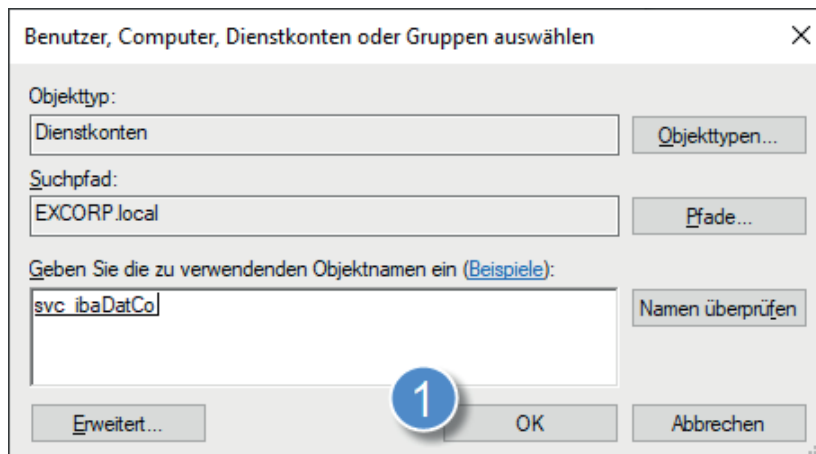 Benutzer, Computer, Dienstkonten oder Gruppen auswählen
Objekttyp:
Dienstkonten
Objekttypen...
Suchpfad:
EXCORP.local
Pfade...
Geben Sie die zu verwendenden Objektnamen ein (Beispiele):
svc_ibaDatCo
Namen überprüfen
1
Erweitert...
OK
Abbrechen